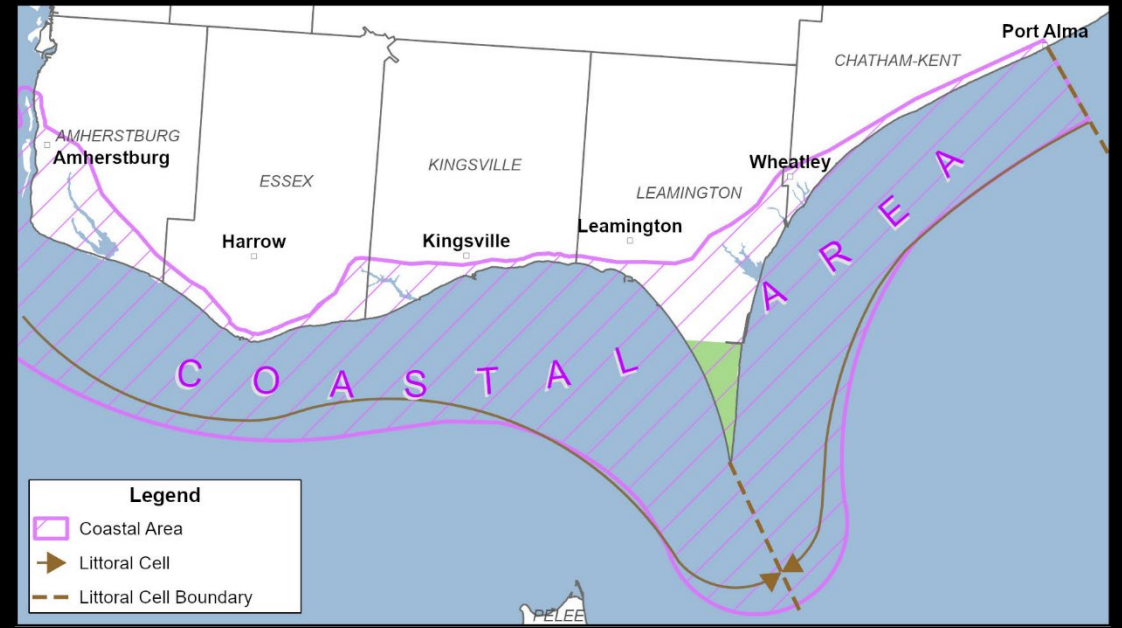 Port Alma
CHATHAM-KENT
AMHERSTBURG
Amherstburg
ESSEX
KINGSVILLE
LEAMINGTON
Wheatley
Harrow
Kingsville
Leamington
COASTAL AREA
Legend
Coastal Area
Littoral Cell
Littoral Cell Boundary
PELEE